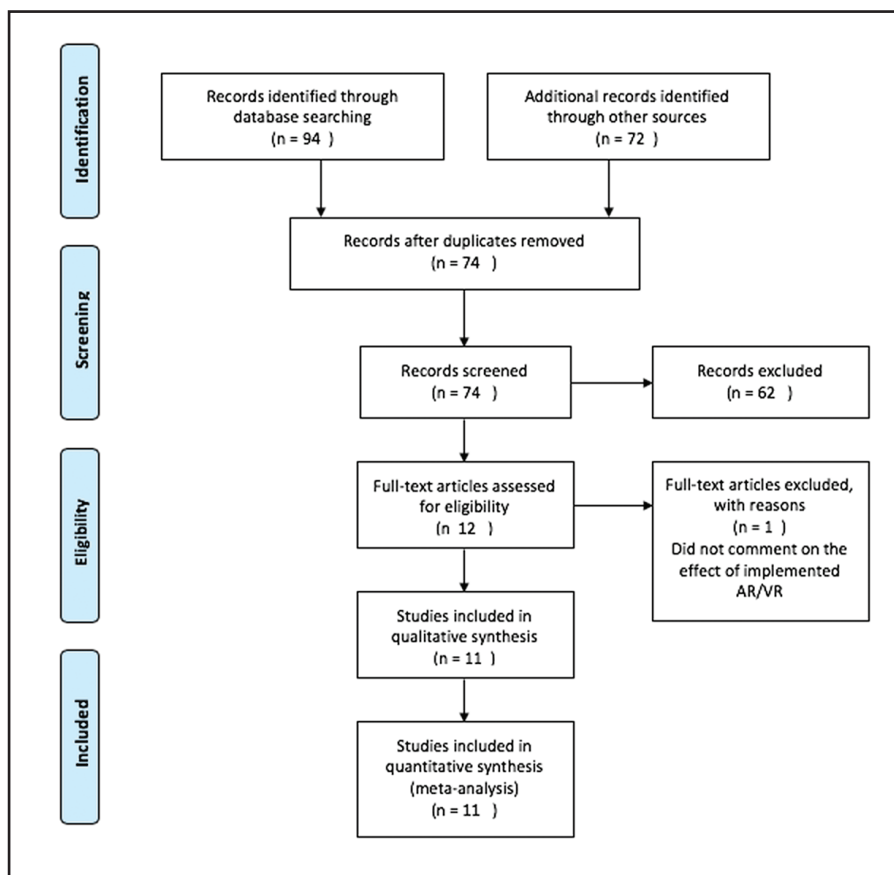 Identification
Records identified through
database searching
(n = 94 )
Additional records identified
through other sources
(n = 72 )
Records after duplicates removed
(n = 74 )
Screening
Records screened
(n = 74 )
Records excluded
(n = 62 )
Eligibility
Full-text articles assessed
for eligibility
(n 12 )
Full-text articles excluded,
with reasons
(n = 1 )
Did not comment on the
effect of implemented
AR/VR
Studies included in
qualitative synthesis
(n = 11 )
Included
Studies included in
quantitative synthesis
(meta-analysis)
(n = 11 )